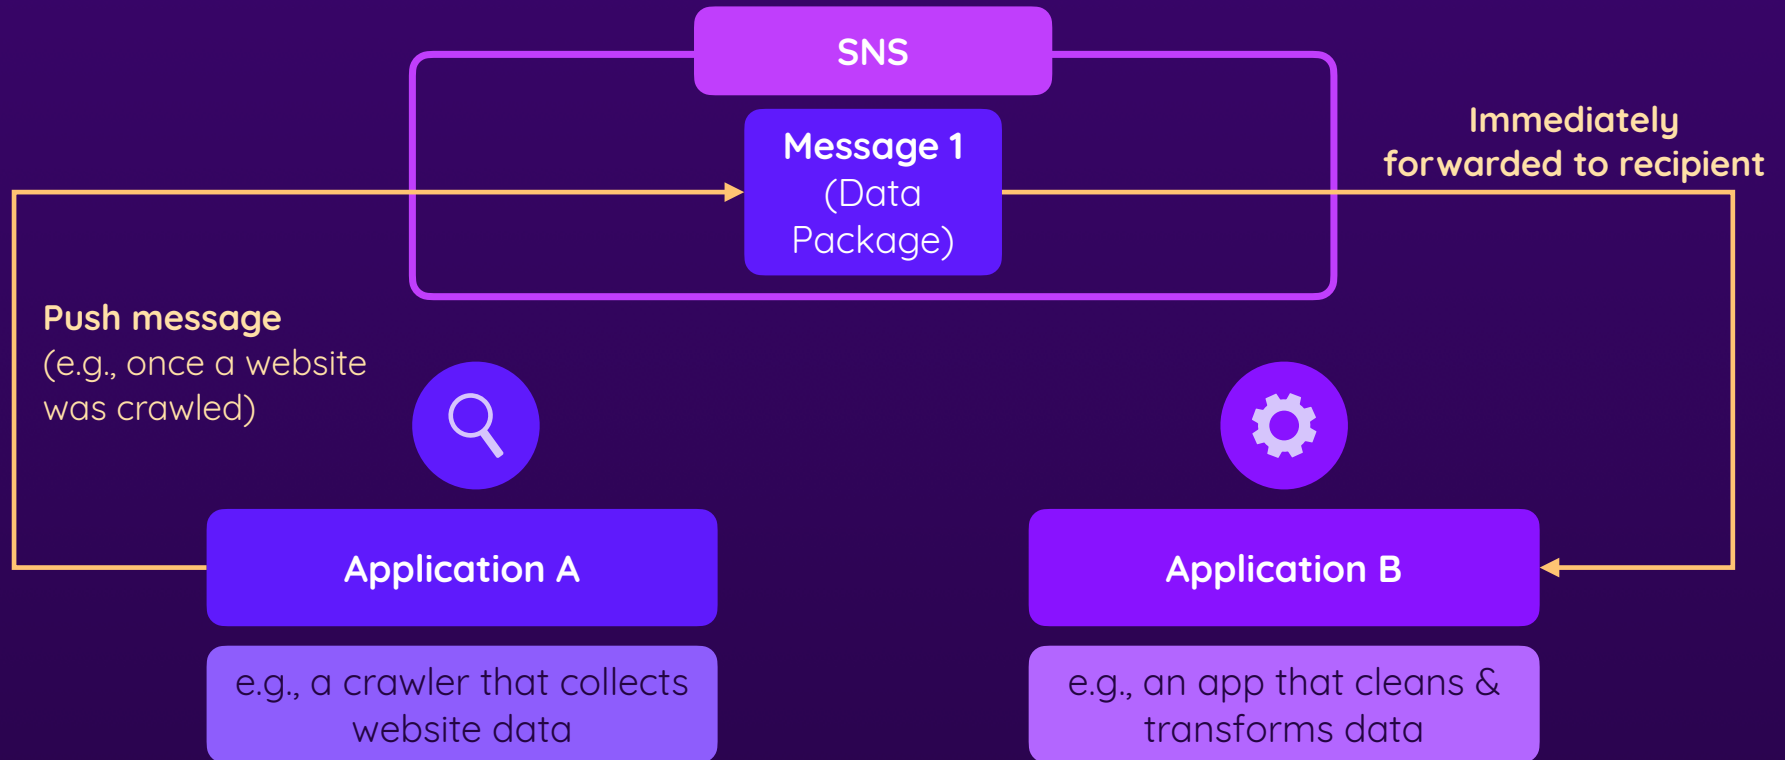 SNS
Message 1
(Data
Package)
Immediately
forwarded to recipient
Push message
(e.g., once a website
was crawled)
Application A
e.g., a crawler that collects
website data
Application B
e.g., an app that cleans &
transforms data